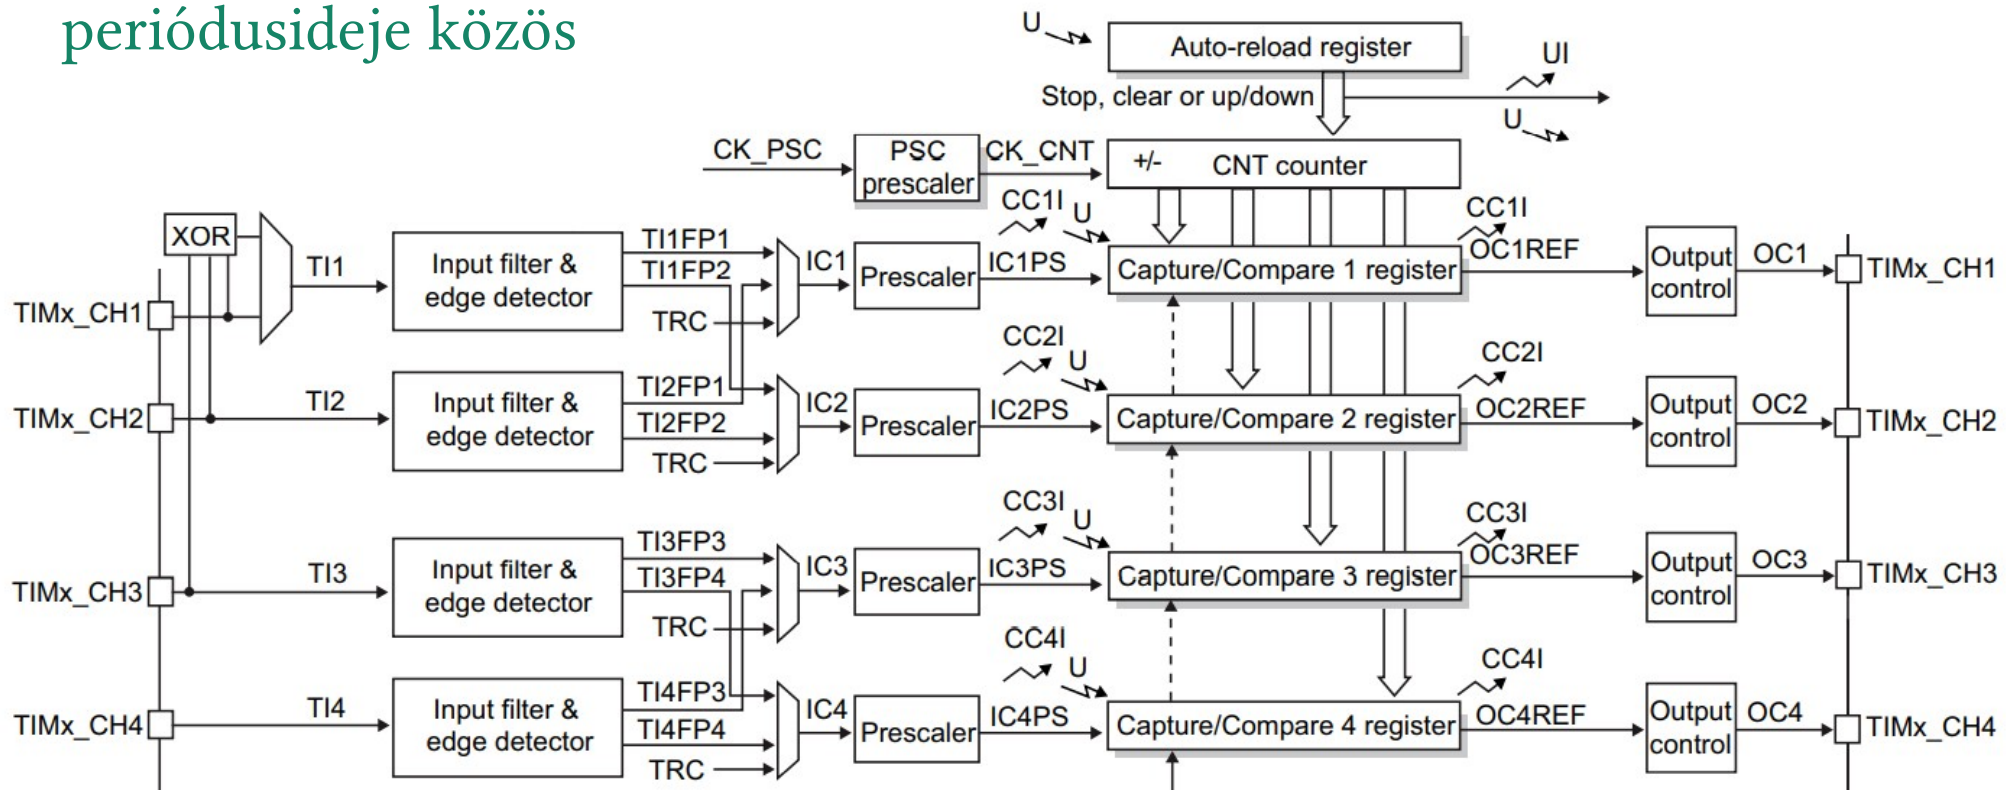 periódusideje közös
U
Auto-reload register
UI
Stop, clear or up/down
U
CK_PSC
PSC
prescaler
CK_CNT
+/-
CNT counter
XOR
TI1
TIMx_CH1
Input filter &
edge detector
TI1FP1
TI1FP2
TRC
IC1
Prescaler
CC1I
U
IC1PS
Capture/Compare 1 register
CC1I
OC1REF
Output
control
OC1
TIMx_CH1
TIMx_CH2
TI2
Input filter &
edge detector
TI2FP1
TI2FP2
TRC
IC2
Prescaler
CC2I
U
IC2PS
Capture/Compare 2 register
CC2I
OC2REF
Output
control
OC2
TIMx_CH2
TIMx_CH3
TI3
Input filter &
edge detector
TI3FP3
TI3FP4
TRC
IC3
Prescaler
CC3I
U
IC3PS
Capture/Compare 3 register
CC3I
OC3REF
Output
control
OC3
TIMx_CH3
TIMx_CH4
TI4
Input filter &
edge detector
TI4FP3
TI4FP4
TRC
IC4
Prescaler
CC4I
U
IC4PS
Capture/Compare 4 register
CC4I
OC4REF
Output
control
OC4
TIMx_CH4